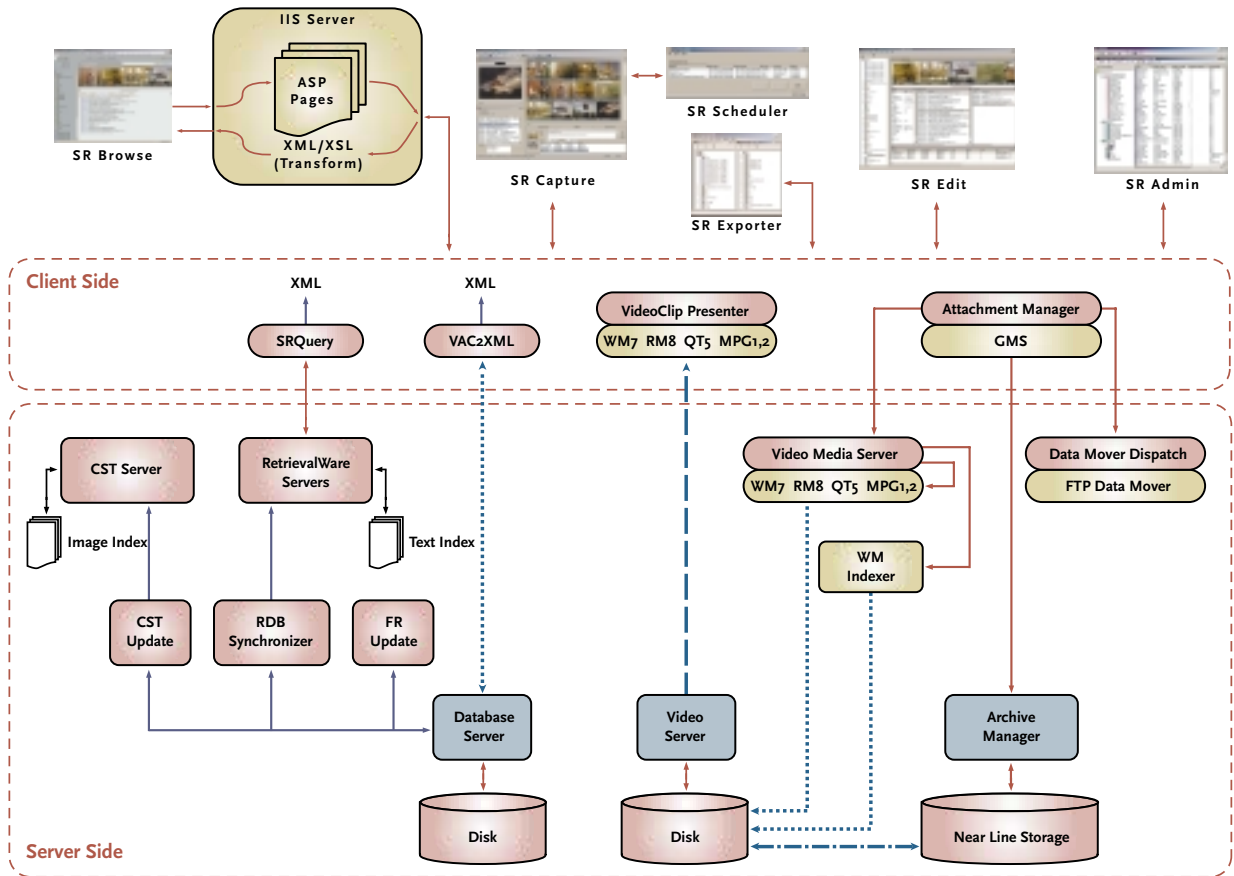 IIS Server
ASP
Pages
XML/XSL
(Transform)
SR Browse
SR Capture
SR Scheduler
SR Exporter
SR Edit
SR Admin
Client Side
XML
XML
SRQuery
VAC2XML
VideoClip Presenter
WM7 RM8 QT5 MPG1,2
Attachment Manager
GMS
CST Server
RetrievalWare
Servers
Video Media Server
WM7 RM8 QT5 MPG1,2
Data Mover Dispatch
FTP Data Mover
Image Index
Text Index
WM
Indexer
CST
Update
RDB
Synchronizer
FR
Update
Database
Server
Video
Server
Archive
Manager
Disk
Disk
Near Line Storage
Server Side